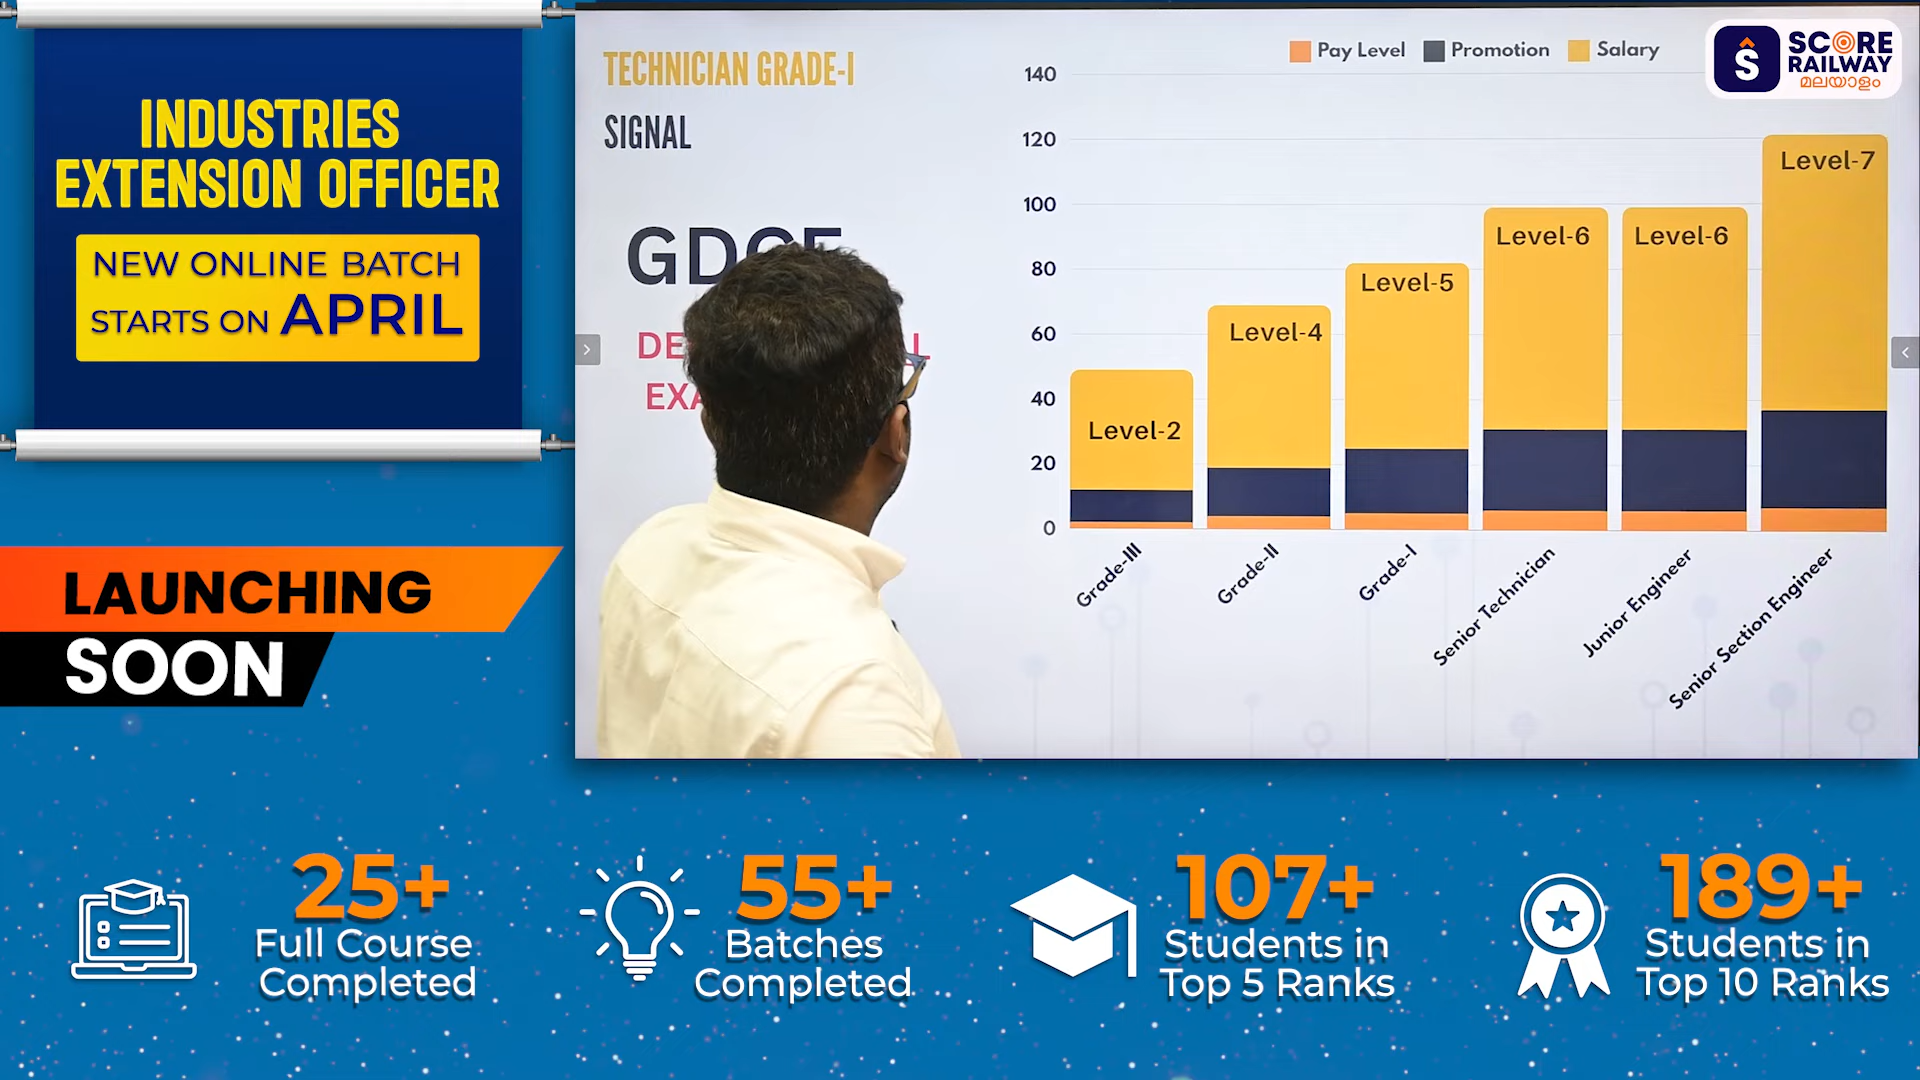 INDUSTRIES
EXTENSION OFFICER
NEW ONLINE BATCH
STARTS ON APRIL
LAUNCHING
SOON
TECHNICIAN GRADE-I
SIGNAL
Pay Level
Promotion
Salary
SCORE
RAILWAY
മലയാളം
140
120
100
80
60
40
20
0
Level-2
Level-4
Level-5
Level-6
Level-6
Level-7
Grade-III
Grade-II
Grade-I
Senior Technician
Junior Engineer
Senior Section Engineer
25+
Full Course
Completed
55+
Batches
Completed
107+
Students in
Top 5 Ranks
189+
Students in
Top 10 Ranks